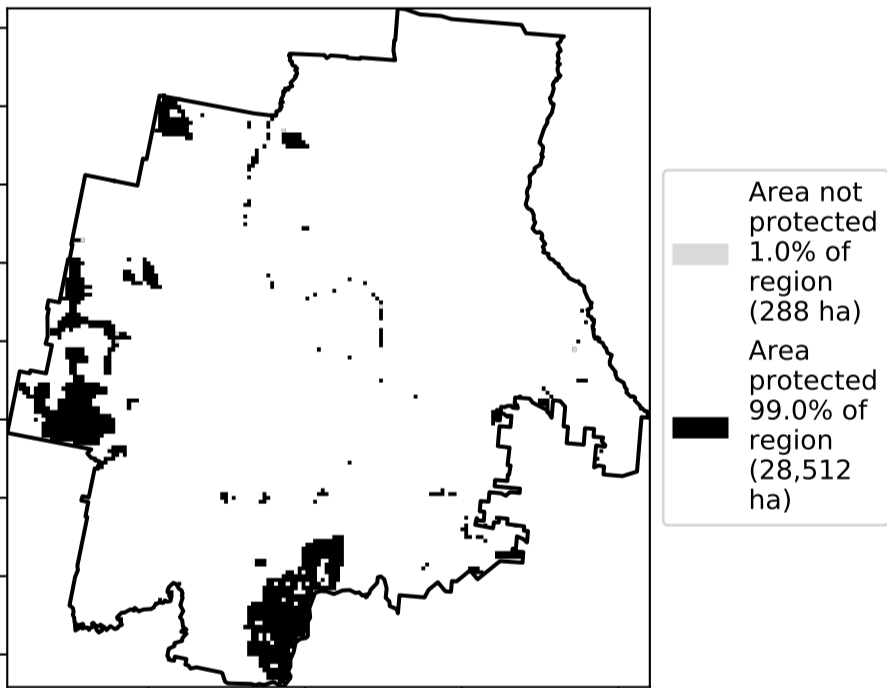 Area not
protected
1.0% of
region
(288 ha)
Area
protected
99.0% of
region
(28,512
ha)